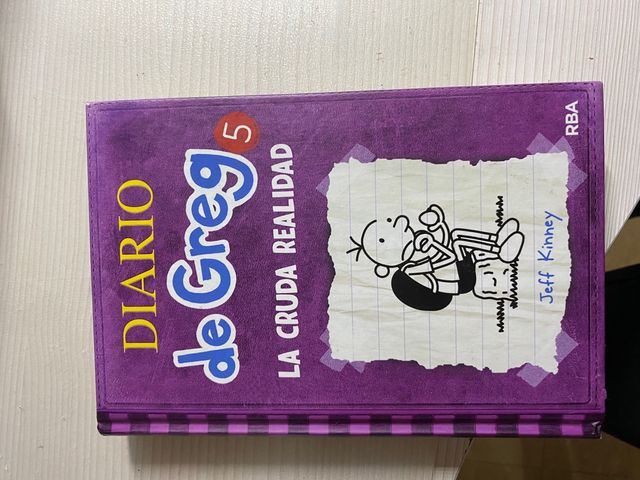 DIARIO
de Greg 5
LA CRUDA REALIDAD
Jeff Kinney
RBA